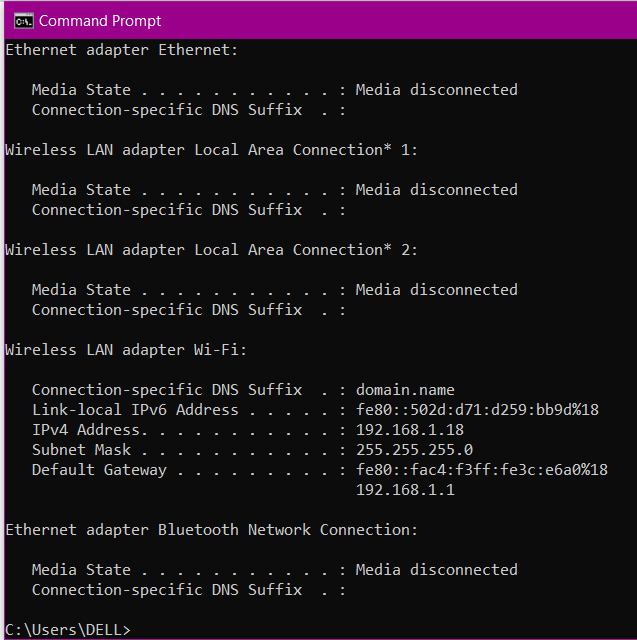 Command Prompt
Ethernet adapter Ethernet:
   Media State . . . . . . . . . . . : Media disconnected
   Connection-specific DNS Suffix  . :
Wireless LAN adapter Local Area Connection* 1:
   Media State . . . . . . . . . . . : Media disconnected
   Connection-specific DNS Suffix  . :
Wireless LAN adapter Local Area Connection* 2:
   Media State . . . . . . . . . . . : Media disconnected
   Connection-specific DNS Suffix  . :
Wireless LAN adapter Wi-Fi:
   Connection-specific DNS Suffix  . : domain.name
   Link-local IPv6 Address . . . . . : fe80::502d:d71:d259:bb9d%18
   IPv4 Address. . . . . . . . . . . : 192.168.1.18
   Subnet Mask . . . . . . . . . . . : 255.255.255.0
   Default Gateway . . . . . . . . . : fe80::fac4:f3ff:fe3c:e6a0%18
                                       192.168.1.1
Ethernet adapter Bluetooth Network Connection:
   Media State . . . . . . . . . . . : Media disconnected
   Connection-specific DNS Suffix  . :
C:\Users\DELL>